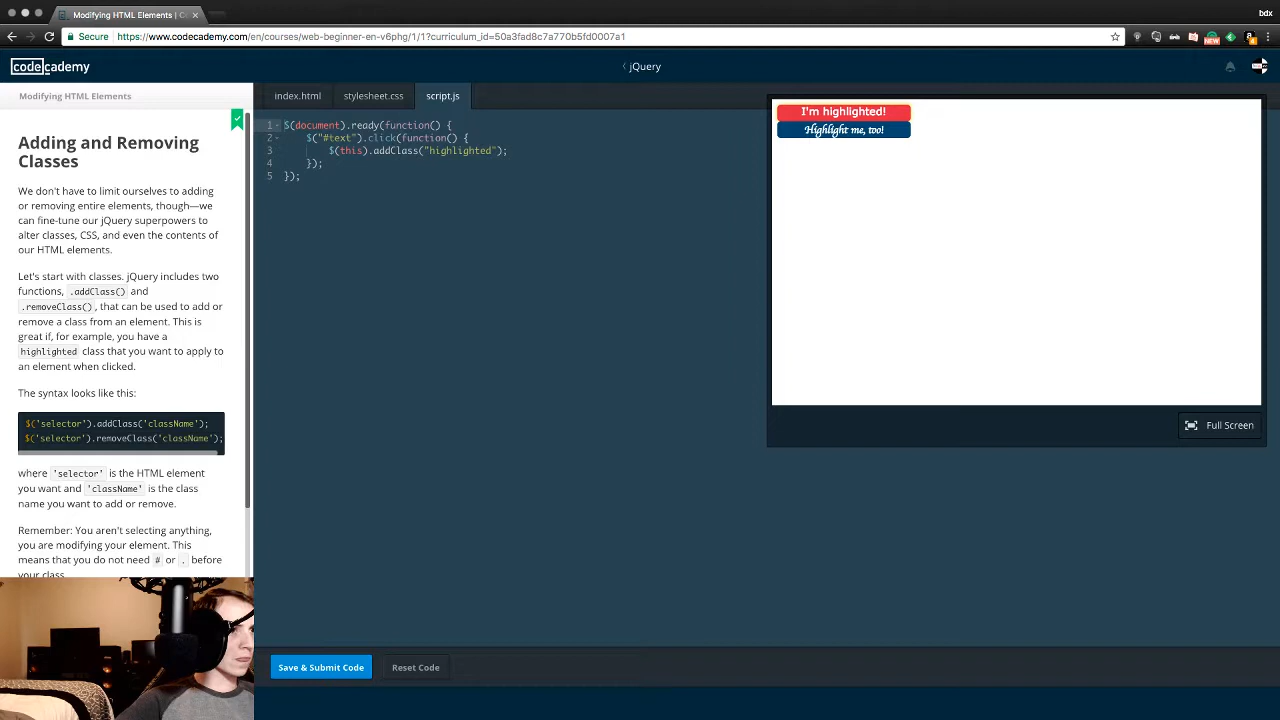 Modifying HTML Elements | C
bdx
Secure
https://www.codecademy.com/en/courses/web-beginner-en-v6phg/1/1?curriculum_id=50a3fad8c7a770b5fd0007a1
NEW
codecademy
jQuery
Modifying HTML Elements
index.html
stylesheet.css
script.js
Adding and Removing
Classes
We don't have to limit ourselves to adding
or removing entire elements, though—we
can fine-tune our jQuery superpowers to
alter classes, CSS, and even the contents of
our HTML elements.
Let's start with classes. jQuery includes two
functions, .addClass() and
.removeClass(), that can be used to add or
remove a class from an element. This is
great if, for example, you have a
highlighted class that you want to apply to
an element when clicked.
The syntax looks like this:
$('selector').addClass('className');
$('selector').removeClass('className');
where 'selector' is the HTML element
you want and 'className' is the class
name you want to add or remove.
Remember: You aren't selecting anything,
you are modifying your element. This
means that you do not need # or . before
your class.
1 $(document).ready(function() {
2 $("#text").click(function() {
3 $(this).addClass("highlighted");
4 });
5 });
I'm highlighted!
Highlight me, too!
Full Screen
Save & Submit Code
Reset Code